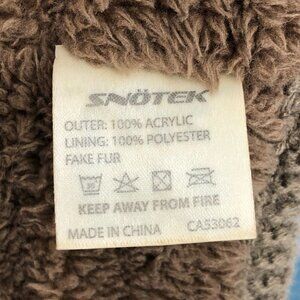 SNÖTEK
OUTER: 100% ACRYLIC
LINING: 100% POLYESTER
FAKE FUR
KEEP AWAY FROM FIRE
MADE IN CHINA CA53062